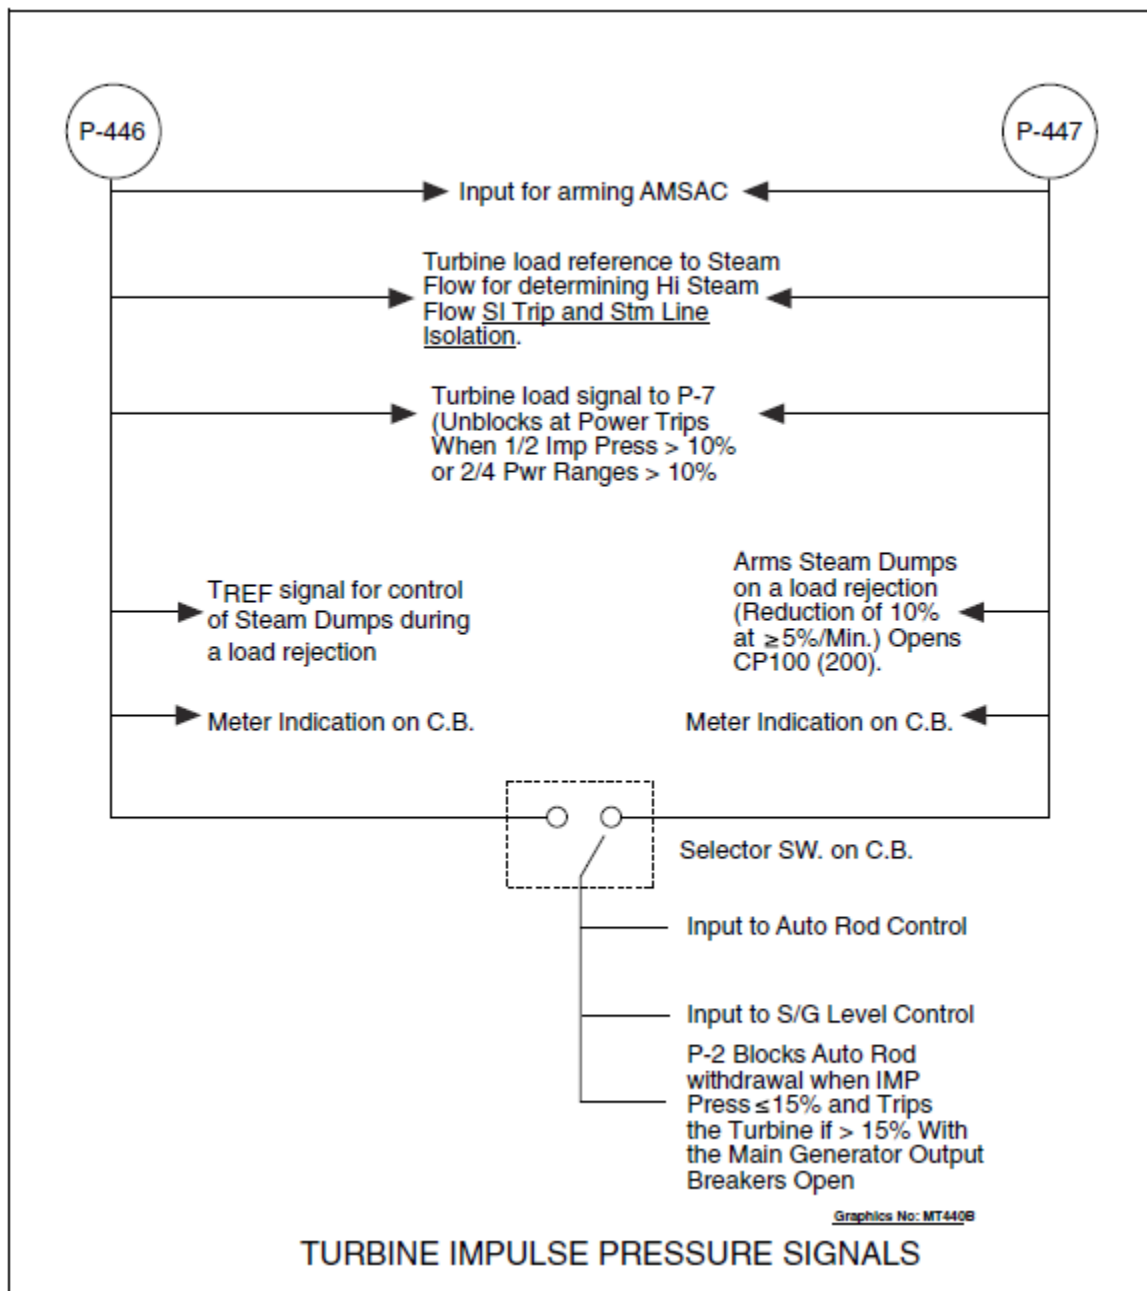 P-446
P-447
Input for arming AMSAC
Turbine load reference to Steam
Flow for determining Hi Steam
Flow SI Trip and Stm Line
Isolation.
Turbine load signal to P-7
(Unblocks at Power Trips
When 1/2 Imp Press > 10%
or 2/4 Pwr Ranges > 10%
TREF signal for control
of Steam Dumps during
a load rejection
Arms Steam Dumps
on a load rejection
(Reduction of 10%
at ≥5%/Min.) Opens
CP100 (200).
Meter Indication on C.B.
Meter Indication on C.B.
Selector SW. on C.B.
Input to Auto Rod Control
Input to S/G Level Control
P-2 Blocks Auto Rod
withdrawal when IMP
Press ≤15% and Trips
the Turbine if > 15% With
the Main Generator Output
Breakers Open
Graphics No: MT440B
TURBINE IMPULSE PRESSURE SIGNALS